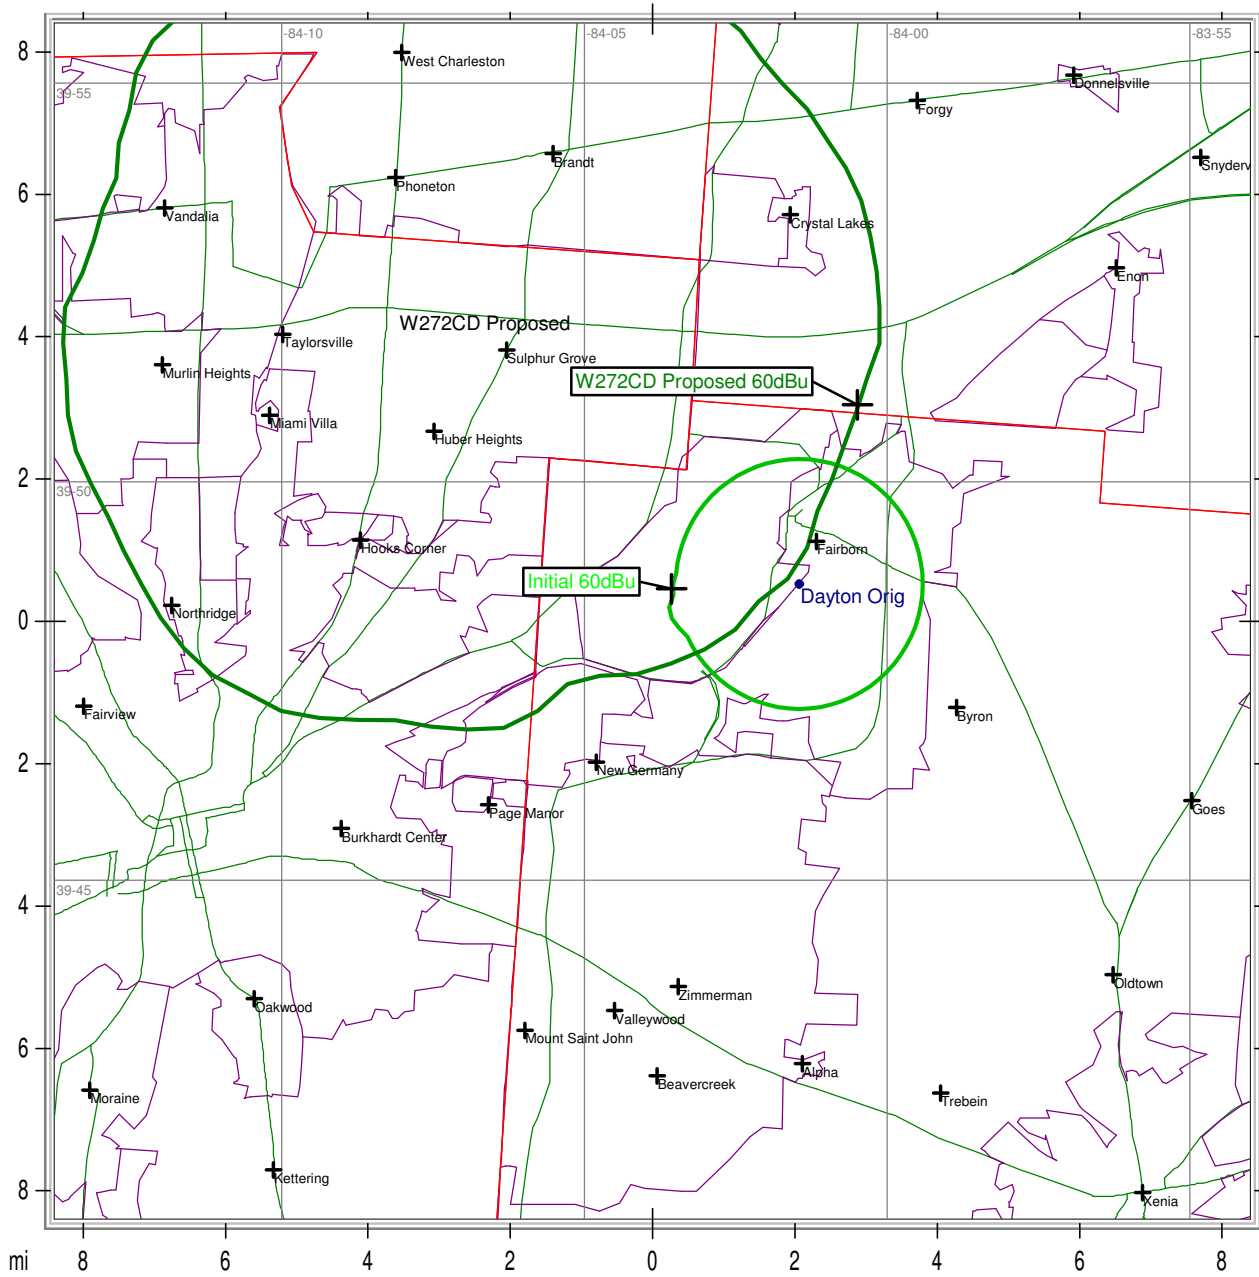 -84-10
-84-05
-84-00
-83-55
8
West Charleston
Donnelsville
39-55
Forgy
Brandt
Snyderv
6
Phoneton
Vandalia
Crystal Lakes
Enon
W272CD Proposed
4
Taylorsville
Sulphur Grove
Murlin Heights
W272CD Proposed 60dBu
Miami Villa
Huber Heights
2
39-50
Hooks Corner
Fairborn
Initial 60dBu
Dayton Orig
Northridge
0
Fairview
Byron
2
New Germany
Page Manor
Goes
Burkhardt Center
39-45
4
Oldtown
Zimmerman
Oakwood
Valleywood
Mount Saint John
6
Alpha
Beavercreek
Moraine
Trebein
Kettering
8
Xenia
mi 8 6 4 2 0 2 4 6 8